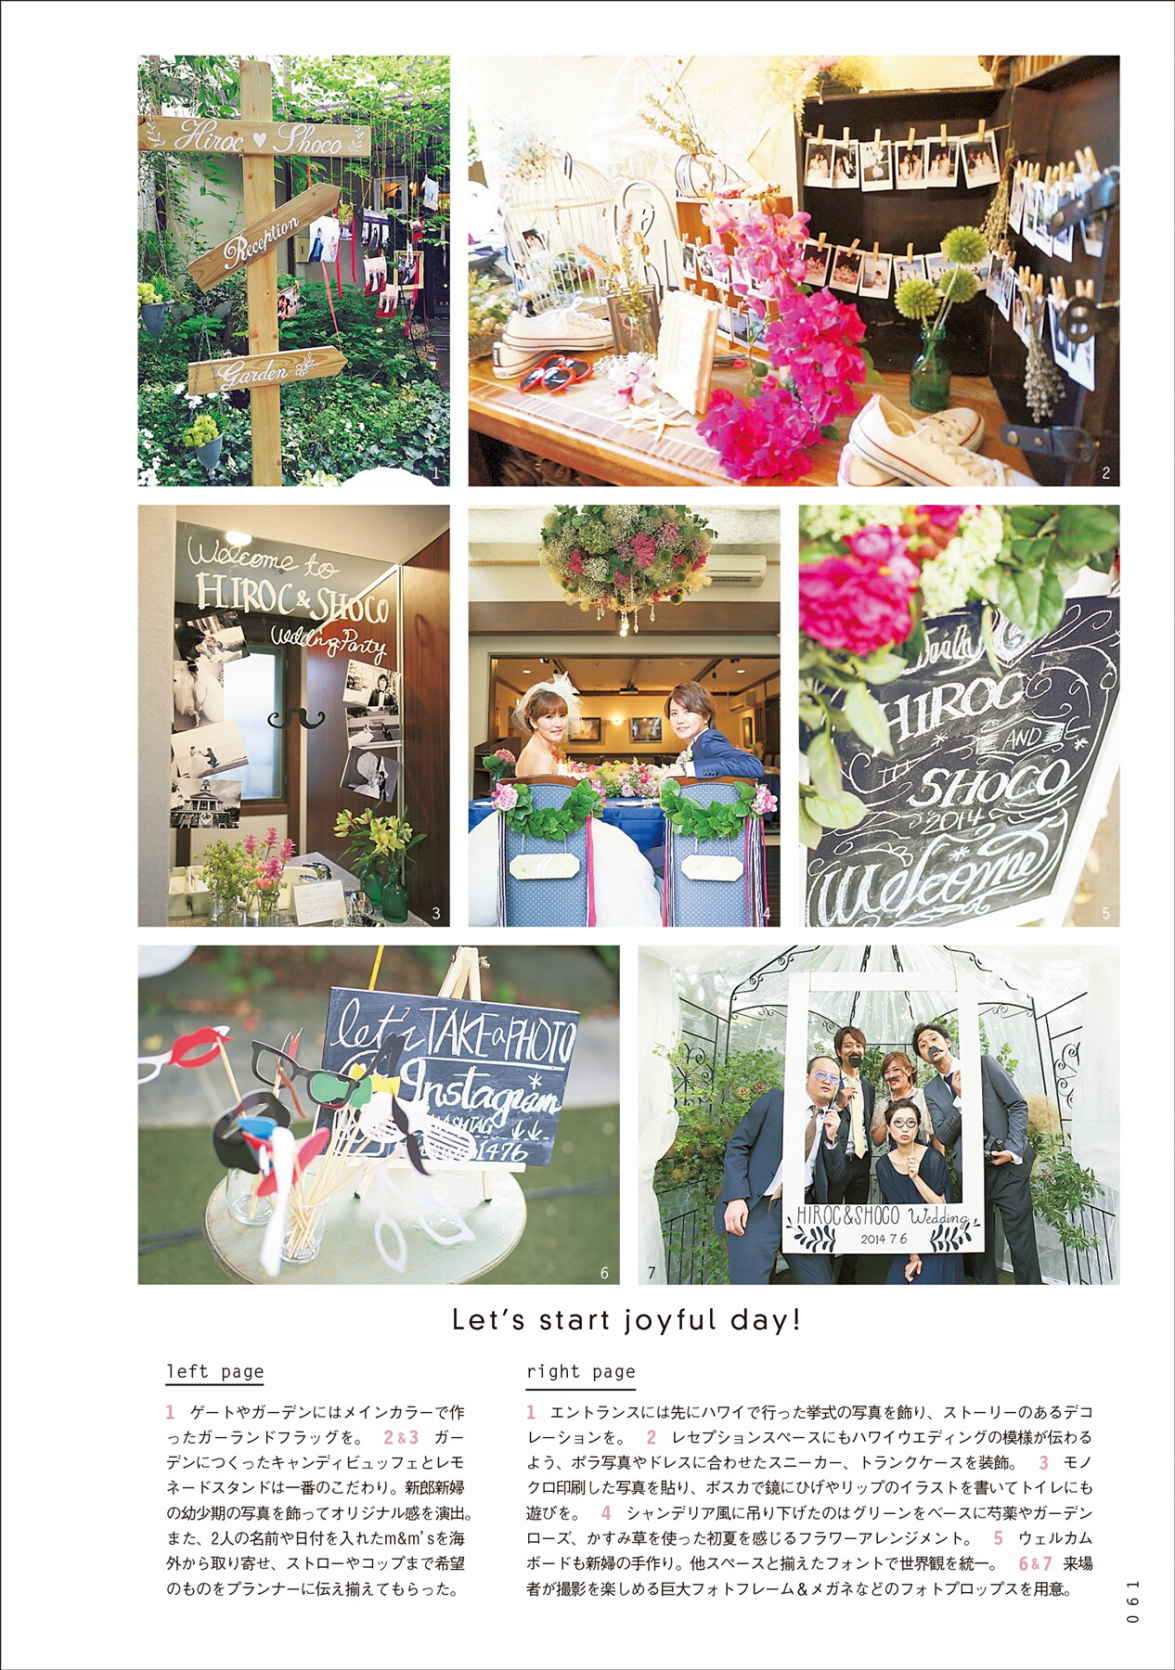 Hiroc ♥ Shoco
Reception
Garden
1
2
Welcome to
HIROC & SHOCO
Wedding Party
3
4
HIROC
AND
SHOCO
2014
Welcome
5
let's TAKE a PHOTO
Instagram
HASHTAG
1476
6
HIROC&SHOCO Wedding
2014 7.6
7
Let's start joyful day!
left page
1 ゲートやガーデンにはメインカラーで作
ったガーランドフラッグを。 2&3 ガー
デンにつくったキャンディビュッフェとレモ
ネードスタンドは一番のこだわり。新郎新婦
の幼少期の写真を飾ってオリジナル感を演出。
また、2人の名前や日付を入れたm&m'sを海
外から取り寄せ、ストローやコップまで希望
のものをプランナーに伝え揃えてもらった。
right page
1 エントランスには先にハワイで行った挙式の写真を飾り、ストーリーのあるデコ
レーションを。 2 レセプションスペースにもハワイウエディングの模様が伝わる
よう、ポラ写真やドレスに合わせたスニーカー、トランクケースを装飾。 3 モノ
クロ印刷した写真を貼り、ポスカで鏡にひげやリップのイラストを書いてトイレにも
遊びを。 4 シャンデリア風に吊り下げたのはグリーンをベースに芍薬やガーデン
ローズ、かすみ草を使った初夏を感じるフラワーアレンジメント。 5 ウェルカム
ボードも新婦の手作り。他スペースと揃えたフォントで世界観を統一。 6&7 来場
者が撮影を楽しめる巨大フォトフレーム＆メガネなどのフォトプロップスを用意。
061